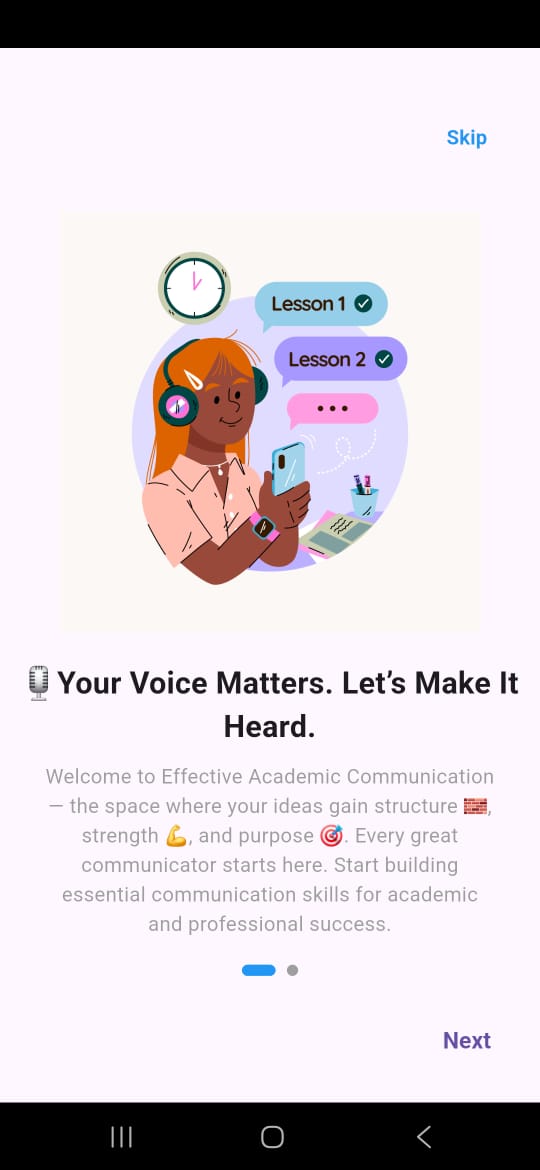 Skip
Lesson 1
Lesson 2
🎙️Your Voice Matters. Let’s Make It
Heard.
Welcome to Effective Academic Communication
— the space where your ideas gain structure 🧱,
strength 💪, and purpose 🎯. Every great
communicator starts here. Start building
essential communication skills for academic
and professional success.
Next